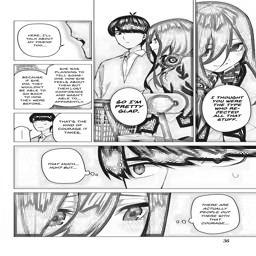 I THOUGHT
YOU WERE
THE TYPE
WHO RE-
JECTED
ALL THAT
STUFF.
SO I'M
PRETTY
GLAD.
HERE, I'LL
TALK ABOUT
MY FRIEND
TOO...
SHE WAS
PLANNING
TO TELL
SOME-
ONE HOW SHE
FEELS ABOUT
THEM BUT
THEN LOST
CONFIDENCE
AND WASN'T
ABLE TO,
APPARENTLY.
BECAUSE
IF SHE
DID, THEY
WOULDN'T
BE ABLE TO
GO BACK
TO HOW
THEY WERE
THAT'S THE
KIND OF
COURAGE IT
TAKES.
THAT MUCH,
HUH? BUT...
THERE ARE
ACTUALLY
PEOPLE OUT
THERE WITH
THAT
COURAGE...
36